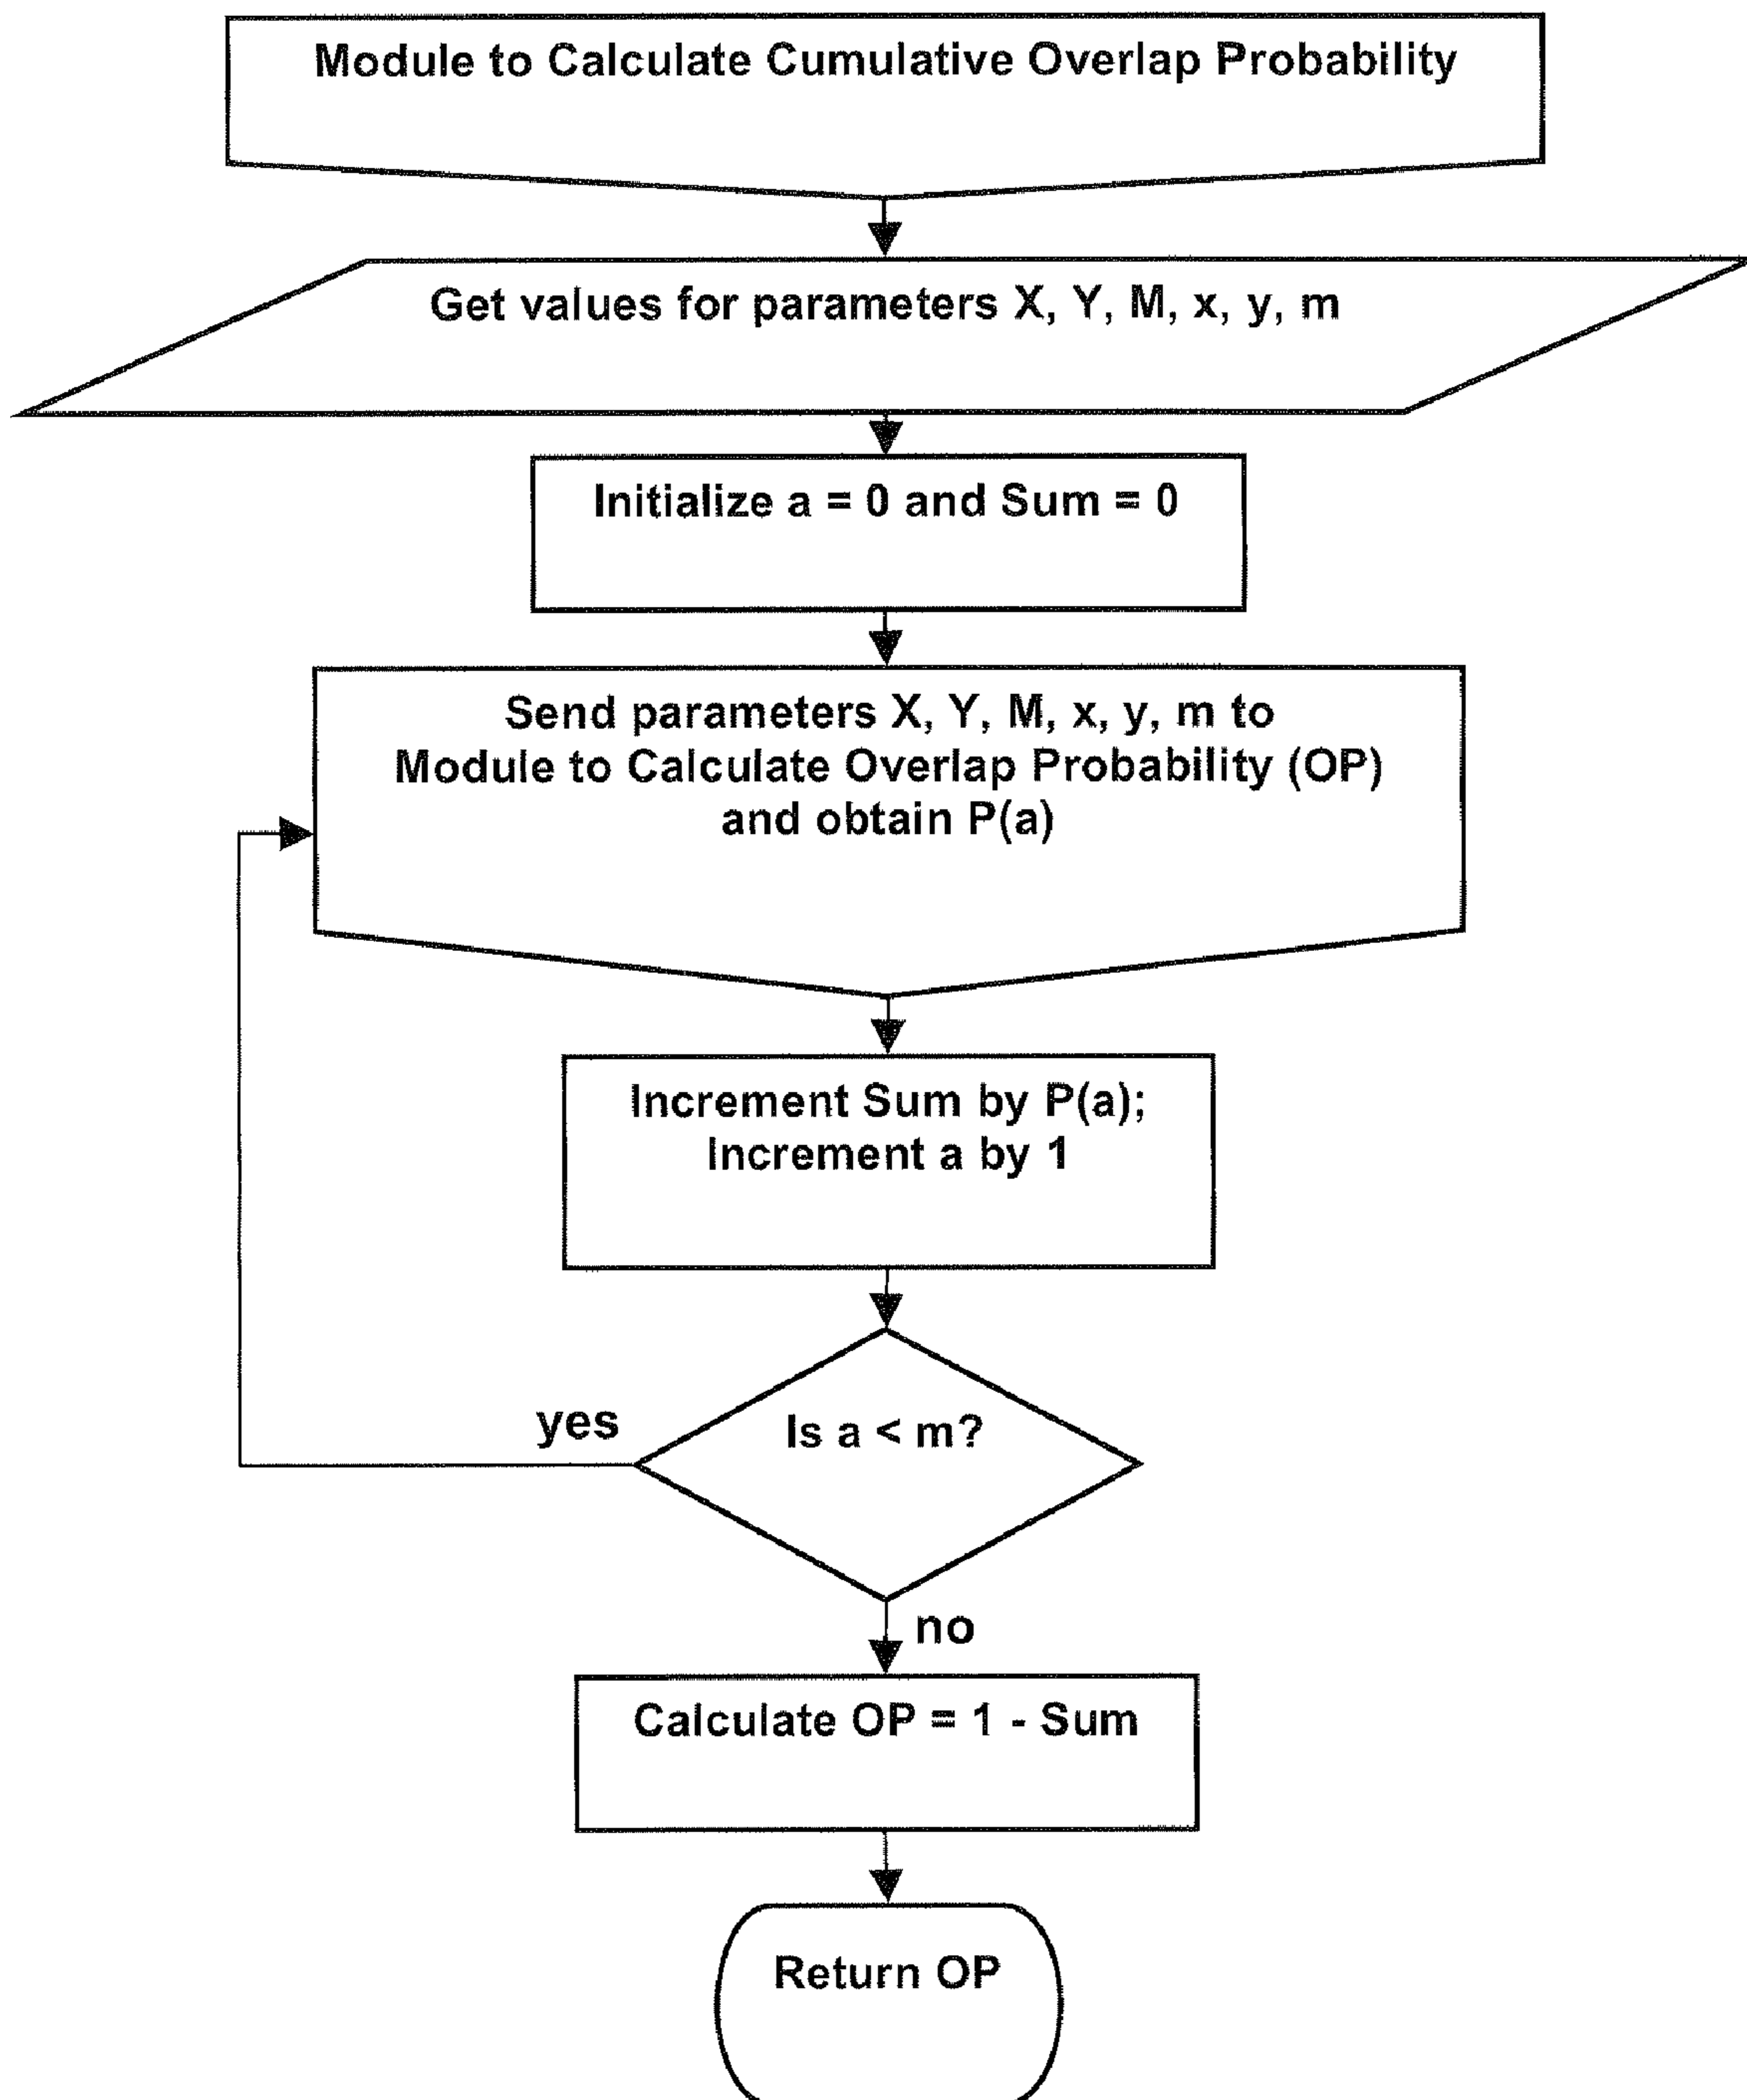 Module to Calculate Cumulative Overlap Probability
Get values for parameters X, Y, M, x, y, m
Initialize a = 0 and Sum = 0
Send parameters X, Y, M, x, y, m to
Module to Calculate Overlap Probability (OP)
and obtain P(a)
Increment Sum by P(a);
Increment a by 1
yes
Is a < m?
no
Calculate OP = 1 - Sum
Return OP